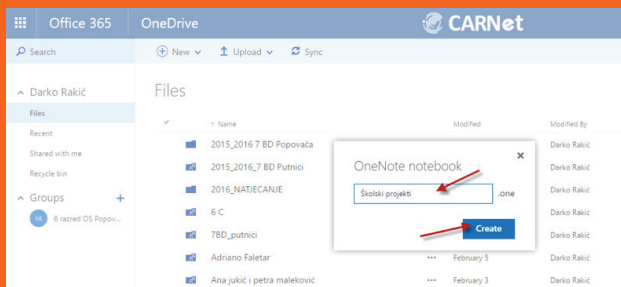 Office 365 OneDrive CARNet
Search
New Upload Sync
Darko Rakić
Files
Recent
Shared with me
Recycle bin
Groups +
6 razred OS Popov...
Files
Name Modified Modified By
2015_2016 7 BD Popovača Darko Rakić
2015_2016_7 BD Putnici Darko Rakić
2016_NATJECANJE Darko Rakić
6 C Darko Rakić
7BD_putnici Darko Rakić
Adriano Faletar ... February 5 Darko Rakić
Ana jukić i petra maleković ... February 3 Darko Rakić
OneNote notebook ×
Školski projekti .one
Create